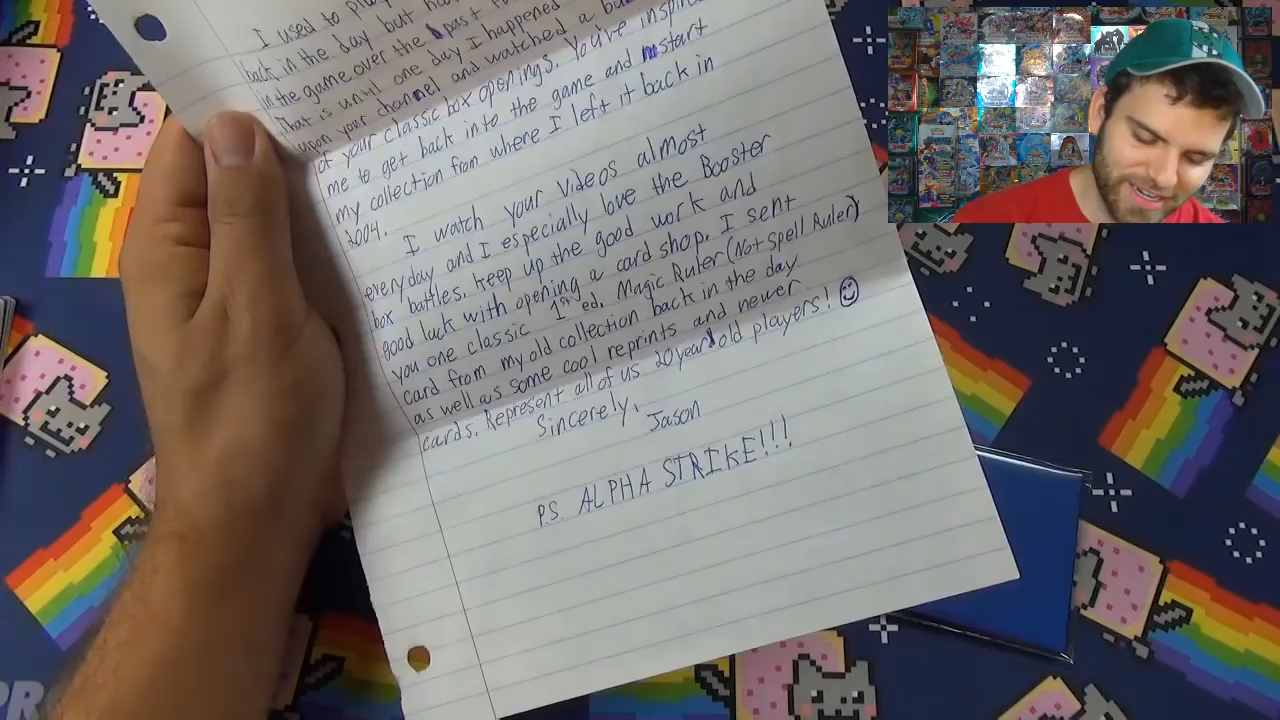 I used to play
back in the day but
in the game over the past
that is until one day I happened
upon your channel and watched a
of your classic box openings. You've
me to get back into the game and restart
my collection from where I left it back in
2004.
I watch your videos almost
everyday and I especially love the Booster
box battles. Keep up the good work and
good luck with opening a card shop. I sent
you one classic 1st ed. Magic Ruler (Not Spell Ruler)
card from my old collection back in the day
as well as some cool reprints and newer
cards. Represent all of us 20 year old players! ☺
Sincerely,
Jason
P.S. ALPHA STRIKE!!!
PR